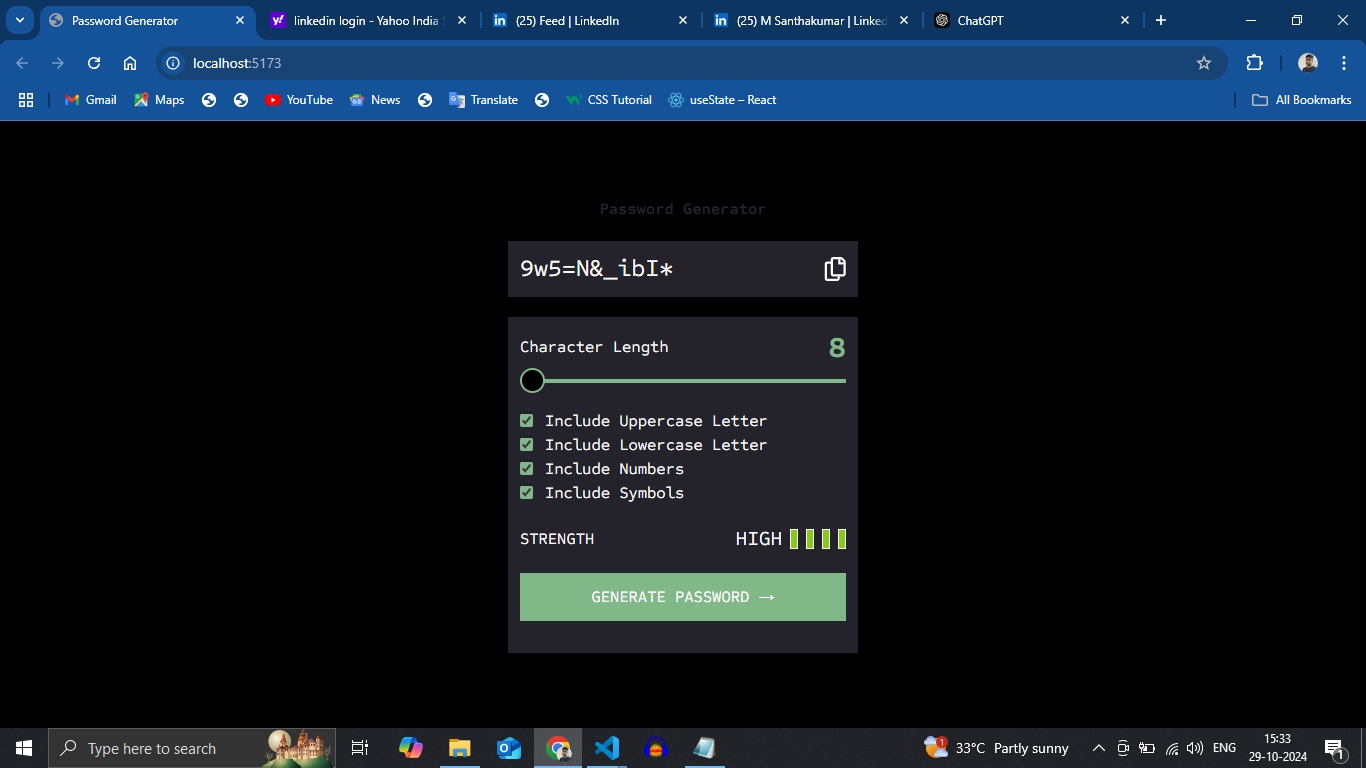 Password Generator
linkedin login - Yahoo India
(25) Feed | LinkedIn
(25) M Santhakumar | Linked
ChatGPT
localhost:5173
Gmail
Maps
YouTube
News
Translate
CSS Tutorial
useState – React
All Bookmarks
Password Generator
9w5=N&_ibI*
Character Length
8
Include Uppercase Letter
Include Lowercase Letter
Include Numbers
Include Symbols
STRENGTH
HIGH
GENERATE PASSWORD →
Type here to search
1
33°C Partly sunny
ENG
15:33
29-10-2024
1